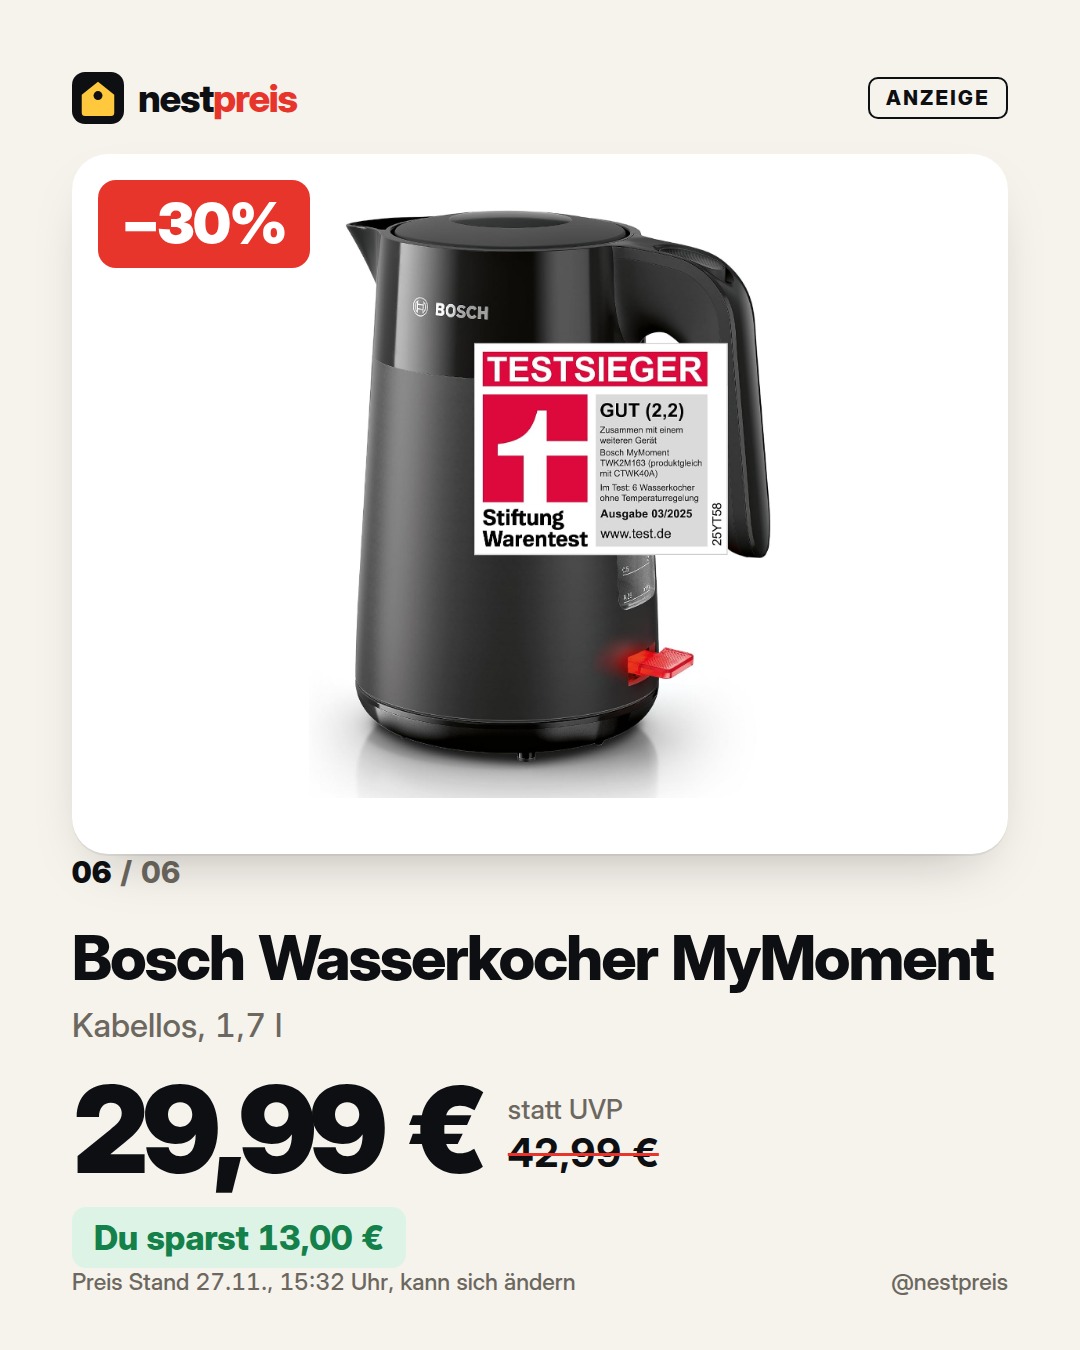 nestpreis
ANZEIGE
–30%
BOSCH
TESTSIEGER
GUT (2,2)
Zusammen mit einem
weiteren Gerät
Bosch MyMoment
TWK2M163 (produktgleich
mit CTWK40A)
Im Test: 6 Wasserkocher
ohne Temperaturregelung
Ausgabe 03/2025
www.test.de
25YT58
Stiftung
Warentest
06 / 06
Bosch Wasserkocher MyMoment
Kabellos, 1,7 l
29,99 €
statt UVP
42,99 €
Du sparst 13,00 €
Preis Stand 27.11., 15:32 Uhr, kann sich ändern
@nestpreis